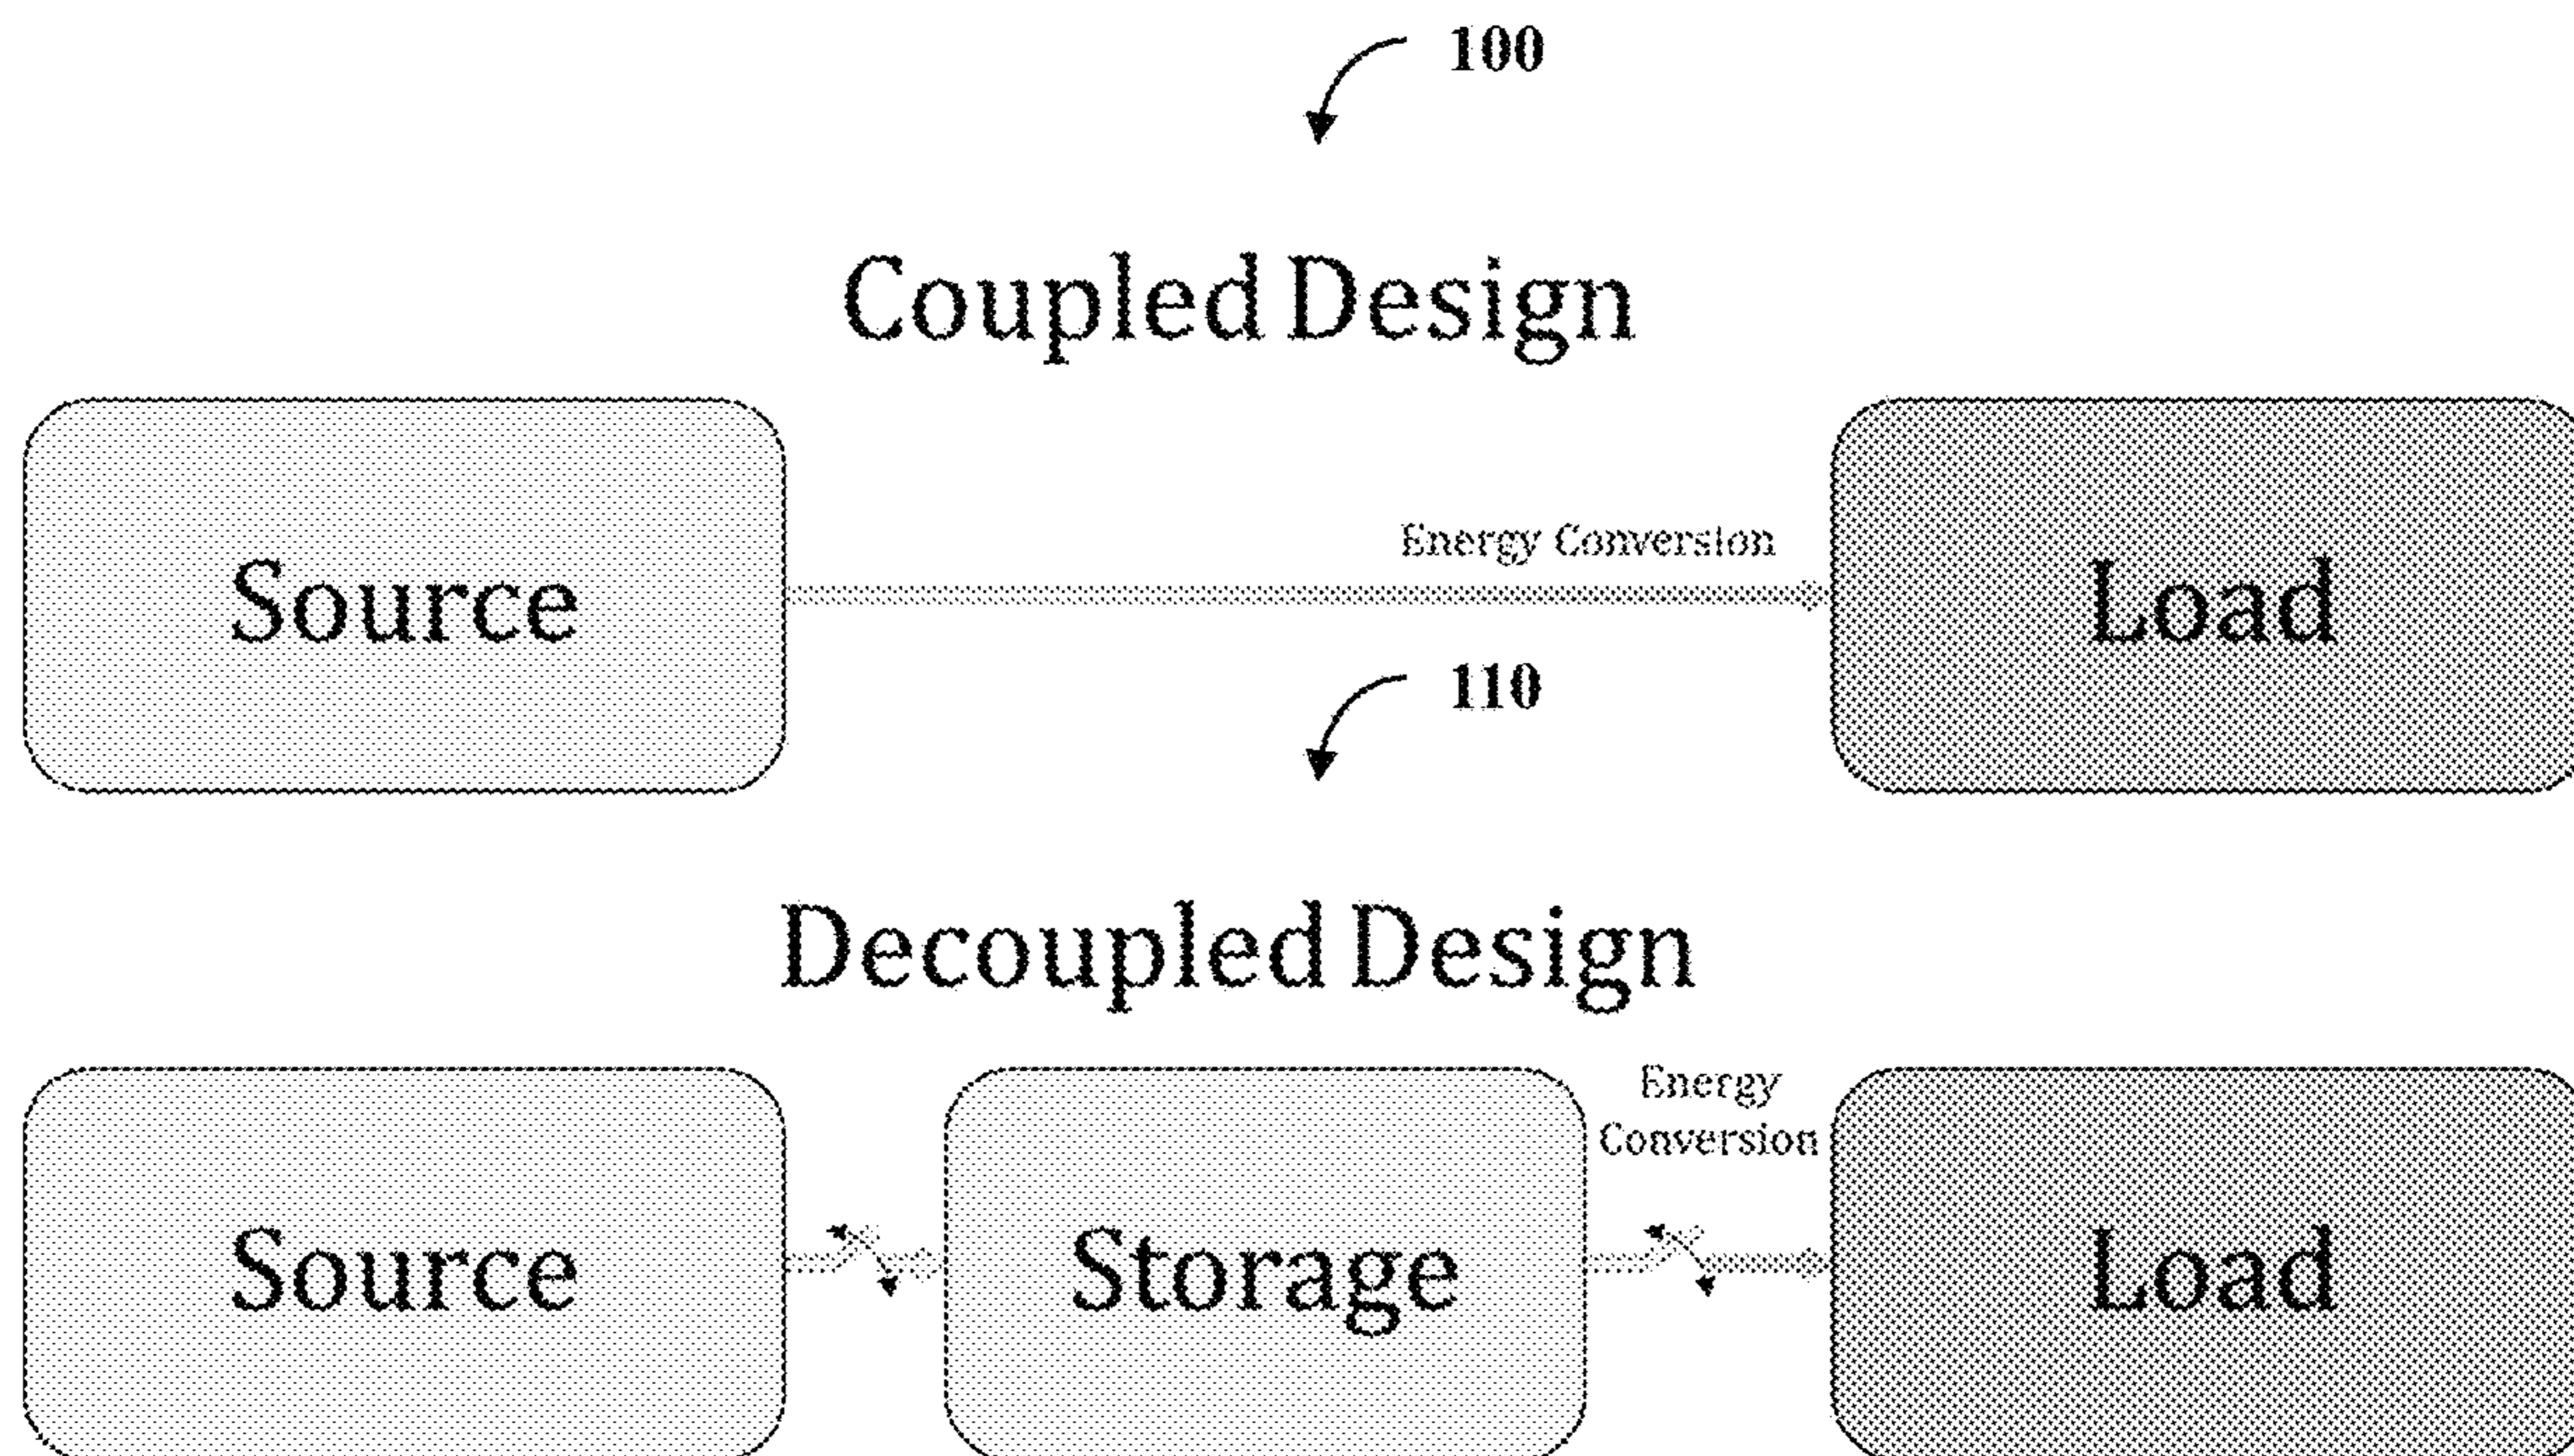 100
Coupled Design
Energy Conversion
Source
Load
110
Decoupled Design
Energy
Conversion
Source
Storage
Load